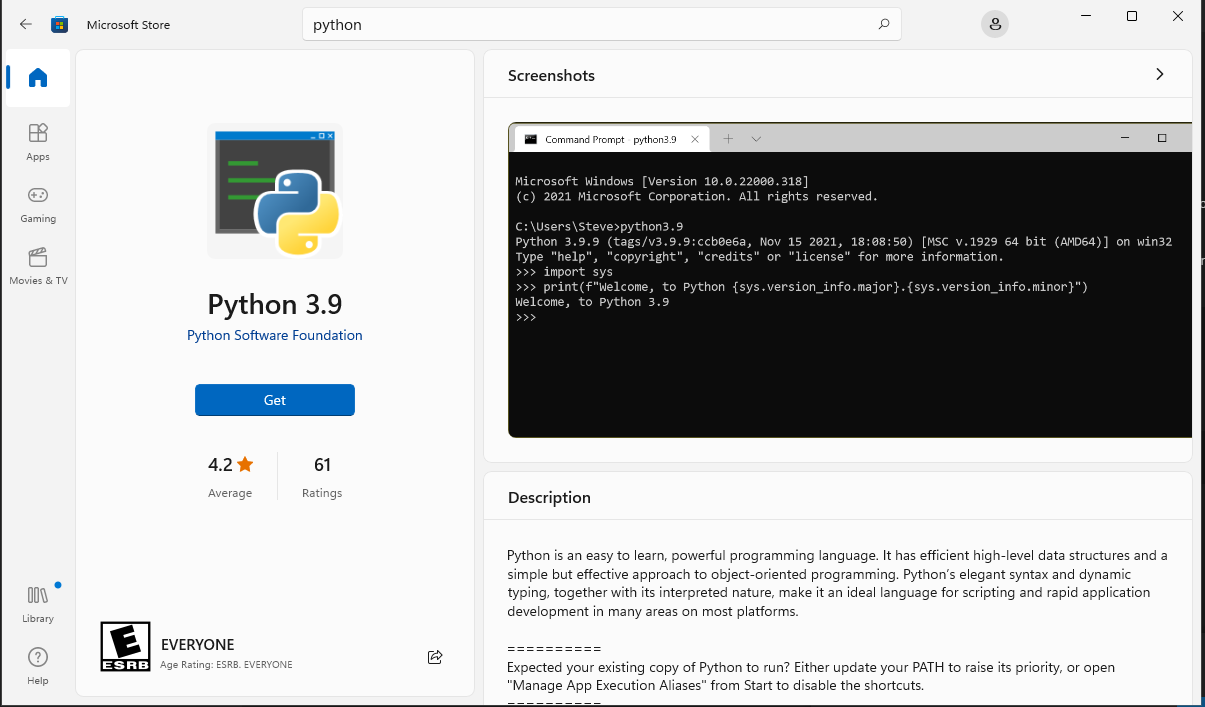 Microsoft Store
python
Apps
Gaming
Movies & TV
Library
Help
Python 3.9
Python Software Foundation
Get
4.2
Average
61
Ratings
E
ESRB
EVERYONE
Age Rating: ESRB. EVERYONE
Screenshots
Command Prompt python3.9
Microsoft Windows [Version 10.0.22000.318]
(c) 2021 Microsoft Corporation. All rights reserved.
C:\Users\Steve>python3.9
Python 3.9.9 (tags/v3.9.9:ccb0e6a, Nov 15 2021, 18:08:50) [MSC v.1929 64 bit (AMD64)] on win32
Type "help", "copyright", "credits" or "license" for more information.
>>> import sys
>>> print(f"Welcome, to Python {sys.version_info.major}.{sys.version_info.minor}")
Welcome, to Python 3.9
>>>
Description
Python is an easy to learn, powerful programming language. It has efficient high-level data structures and a
simple but effective approach to object-oriented programming. Python’s elegant syntax and dynamic
typing, together with its interpreted nature, make it an ideal language for scripting and rapid application
development in many areas on most platforms.
==========
Expected your existing copy of Python to run? Either update your PATH to raise its priority, or open
"Manage App Execution Aliases" from Start to disable the shortcuts.
==========